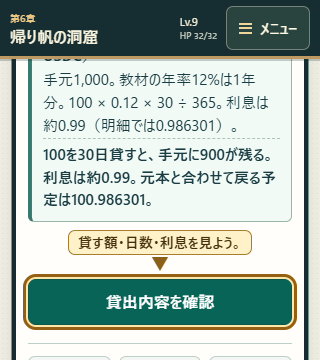 第6章
帰り帆の洞窟
Lv.9
HP 32/32
メニュー
手元1,000。教材の年率12%は1年
分。100 × 0.12 × 30 ÷ 365。利息は
約0.99（明細では0.986301）。
100を30日貸すと、手元に900が残る。
利息は約0.99。元本と合わせて戻る予
定は100.986301。
貸す額・日数・利息を見よう。
貸出内容を確認